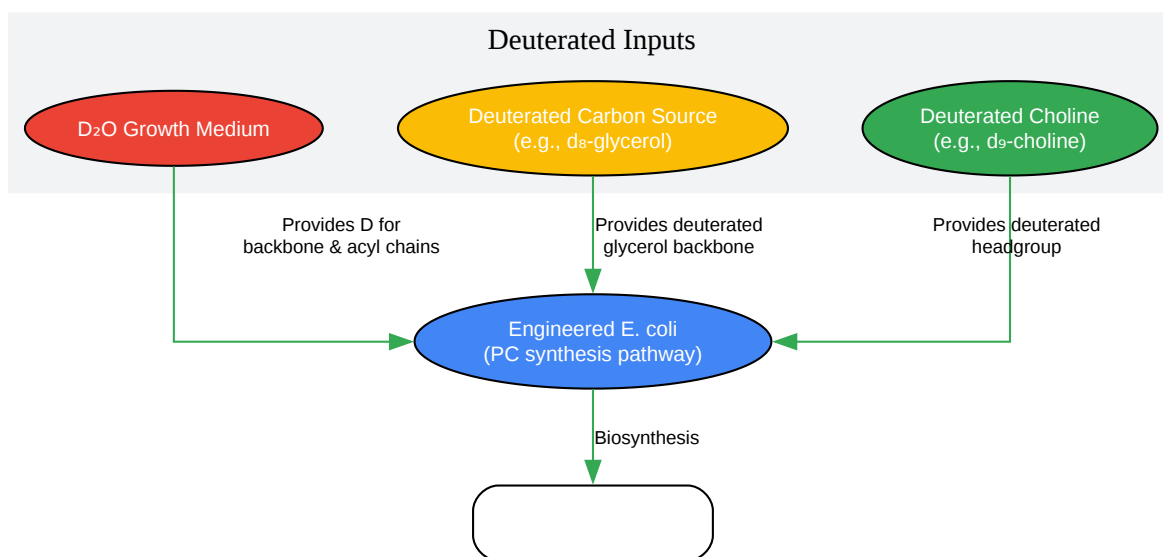 Deuterated Inputs
D₂O Growth Medium
Deuterated Carbon Source
(e.g., d₈-glycerol)
Deuterated Choline
(e.g., d₉-choline)
Provides D for
backbone & acyl chains
Provides deuterated
glycerol backbone
Provides deuterated
headgroup
Engineered E. coli
(PC synthesis pathway)
Biosynthesis